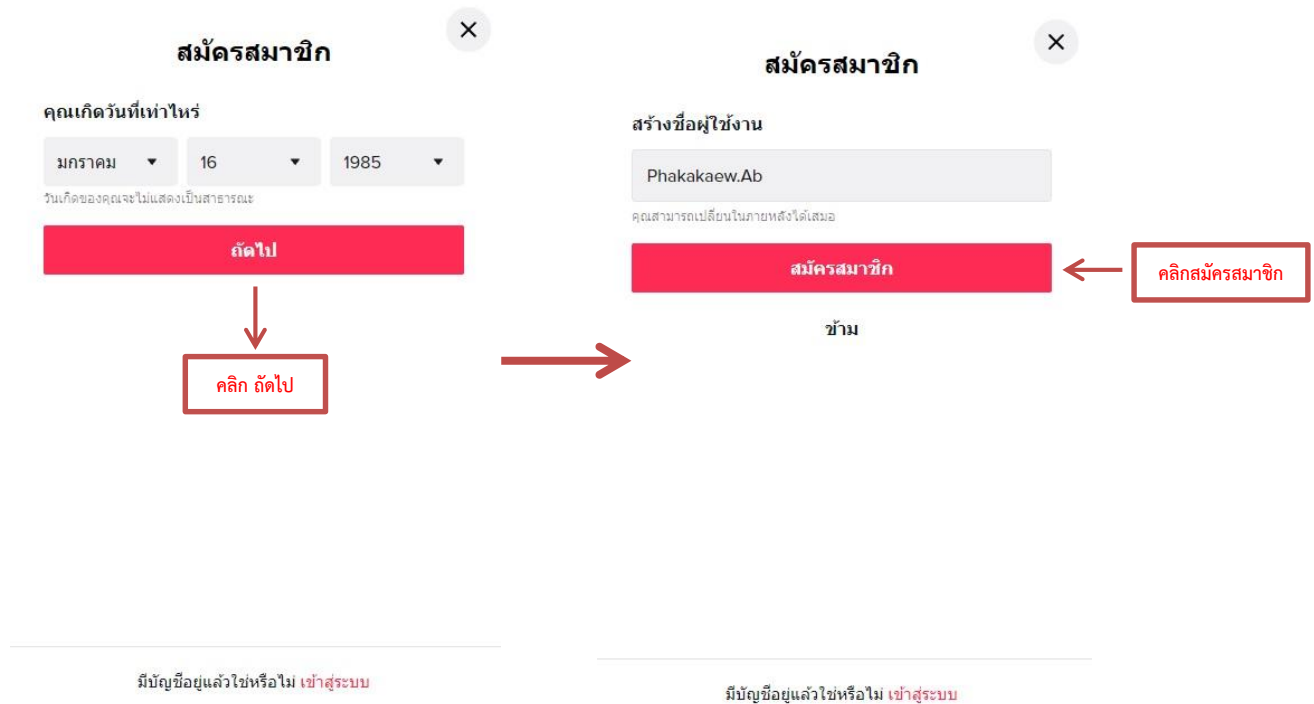 สมัครสมาชิก
คุณเกิดวันที่เท่าไหร่
มกราคม 16 1985
วันเกิดของคุณจะไม่แสดงเป็นสาธารณะ
ถัดไป
คลิก ถัดไป
มีบัญชีอยู่แล้วใช่หรือไม่ เข้าสู่ระบบ
สมัครสมาชิก
สร้างชื่อผู้ใช้งาน
Phakakaew.Ab
คุณสามารถเปลี่ยนในภายหลังได้เสมอ
สมัครสมาชิก
คลิกสมัครสมาชิก
ข้าม
มีบัญชีอยู่แล้วใช่หรือไม่ เข้าสู่ระบบ